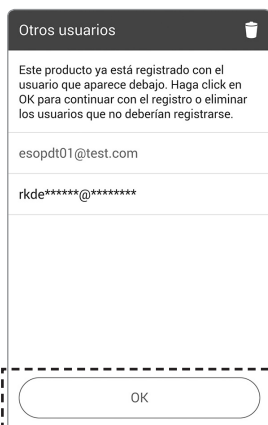 Otros usuarios
Este producto ya está registrado con el
usuario que aparece debajo. Haga click en
OK para continuar con el registro o eliminar
los usuarios que no deberían registrarse.
esopdt01@test.com
rkde******@********
OK